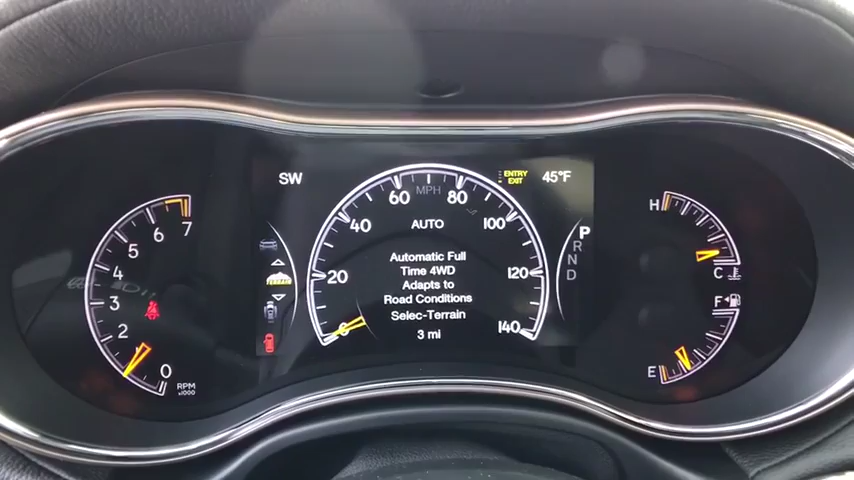 SW
ENTRY
EXIT
45°F
MPH
0
20
40
60
80
100
120
140
AUTO
Automatic Full
Time 4WD
Adapts to
Road Conditions
Selec-Terrain
3 mi
TERRAIN
P
R
N
D
7
6
5
4
3
2
0
RPM
x1000
H
C
F
E